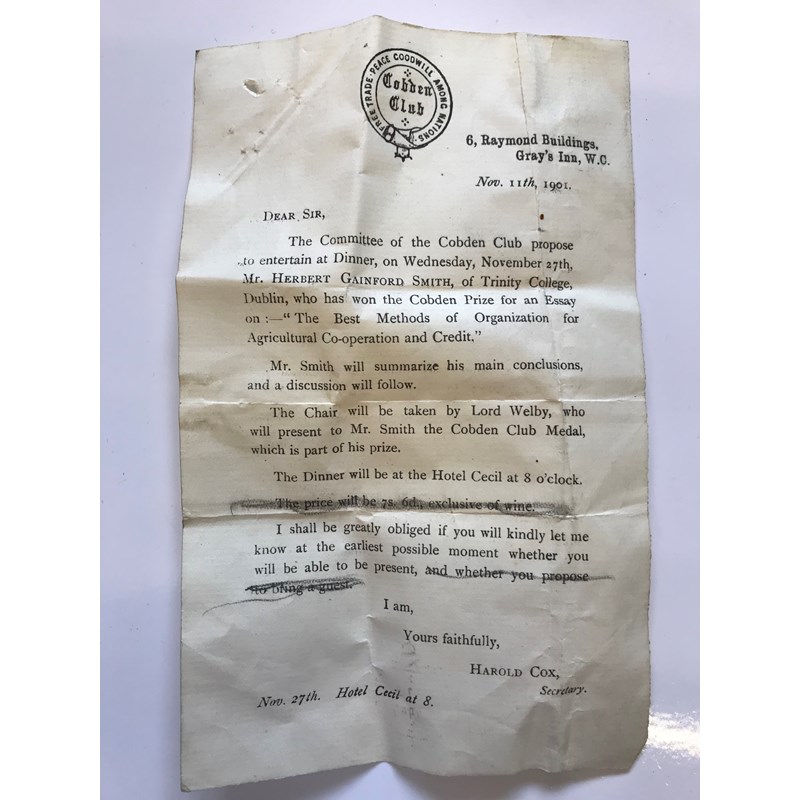 FREE TRADE · PEACE GOODWILL AMONG NATIONS
Cobden
Club
6, Raymond Buildings,
Gray's Inn, W.C.
Nov. 11th, 1901.
DEAR SIR,
The Committee of the Cobden Club propose
to entertain at Dinner, on Wednesday, November 27th,
Mr. HERBERT GAINFORD SMITH, of Trinity College,
Dublin, who has won the Cobden Prize for an Essay
on :—"The Best Methods of Organization for
Agricultural Co-operation and Credit."
Mr. Smith will summarize his main conclusions,
and a discussion will follow.
The Chair will be taken by Lord Welby, who
will present to Mr. Smith the Cobden Club Medal,
which is part of his prize.
The Dinner will be at the Hotel Cecil at 8 o'clock.
The price will be 7s. 6d., exclusive of wine.
I shall be greatly obliged if you will kindly let me
know at the earliest possible moment whether you
will be able to be present, and whether you propose
to bring a guest.
I am,
Yours faithfully,
HAROLD COX,
Secretary.
Nov. 27th. Hotel Cecil at 8.